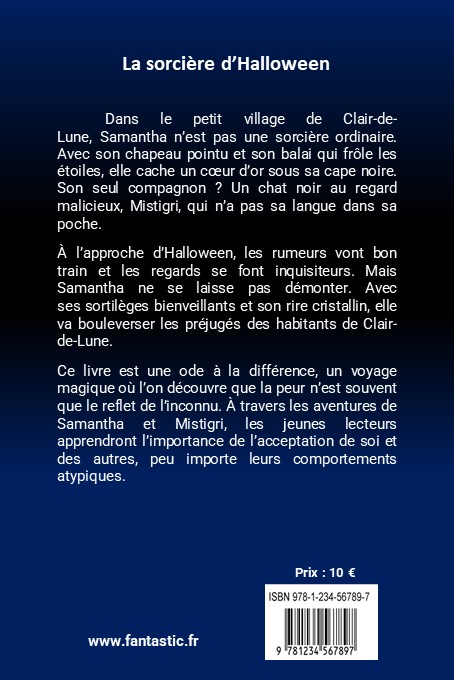 La sorcière d’Halloween
Dans le petit village de Clair-de-
Lune, Samantha n’est pas une sorcière ordinaire.
Avec son chapeau pointu et son balai qui frôle les
étoiles, elle cache un cœur d’or sous sa cape noire.
Son seul compagnon ? Un chat noir au regard
malicieux, Mistigri, qui n’a pas sa langue dans sa
poche.
À l’approche d’Halloween, les rumeurs vont bon
train et les regards se font inquisiteurs. Mais
Samantha ne se laisse pas démonter. Avec
ses sortilèges bienveillants et son rire cristallin, elle
va bouleverser les préjugés des habitants de Clair-
de-Lune.
Ce livre est une ode à la différence, un voyage
magique où l’on découvre que la peur n’est souvent
que le reflet de l’inconnu. À travers les aventures de
Samantha et Mistigri, les jeunes lecteurs
apprendront l’importance de l’acceptation de soi et
des autres, peu importe leurs comportements
atypiques.
Prix : 10 €
ISBN 978-1-234-56789-7
9 781234 567897
www.fantastic.fr